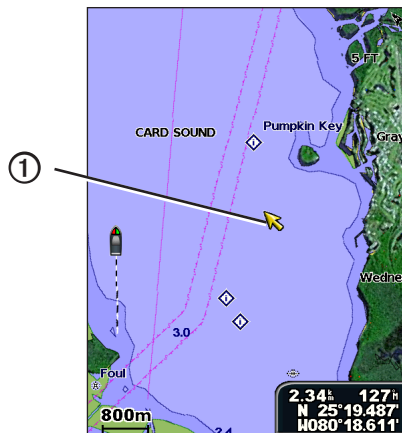 5 FT
Pumpkin Key
CARD SOUND
Gray
①
Wedne
3.0
Foul
800m
2.34km 127°M
N 25°19.487'
W080°18.611'